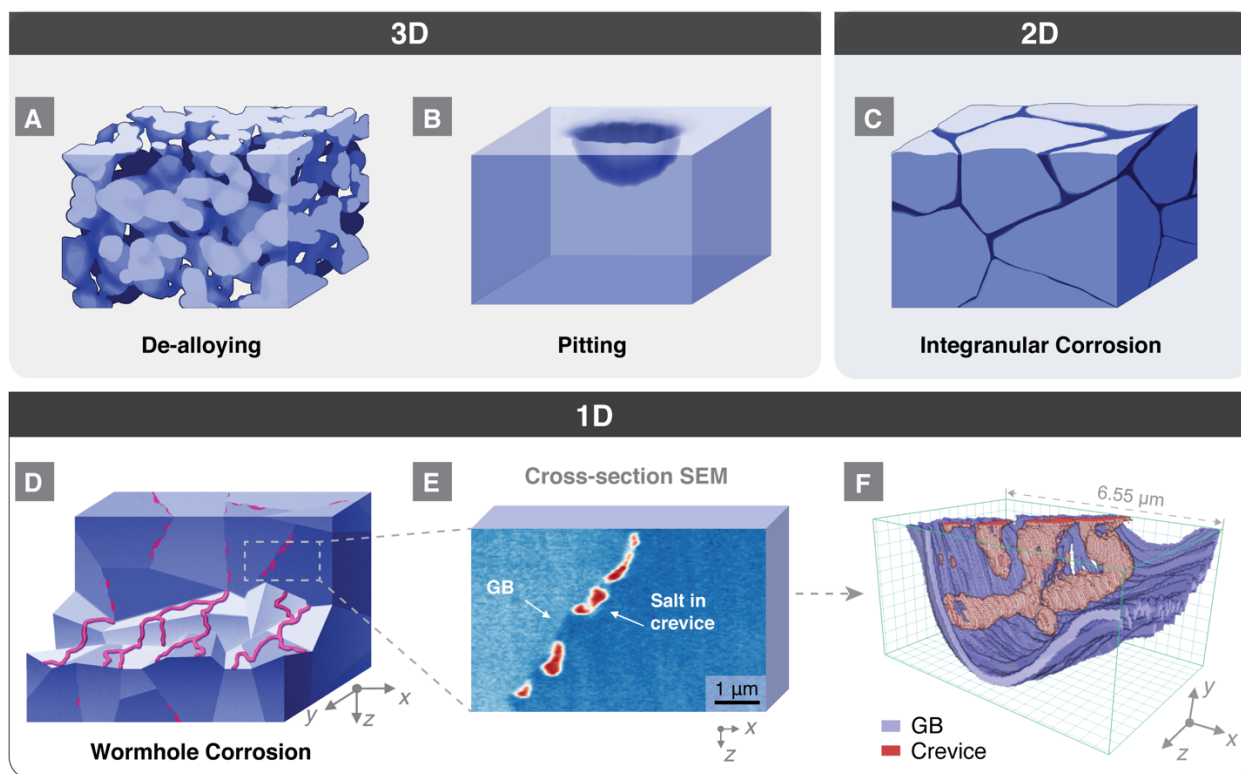 3D
2D
A
B
C
De-alloying
Pitting
Integranular Corrosion
1D
D
E
F
Cross-section SEM
6.55 µm
GB
Salt in
crevice
1 µm
x
y
z
x
z
y
x
z
GB
Crevice
Wormhole Corrosion